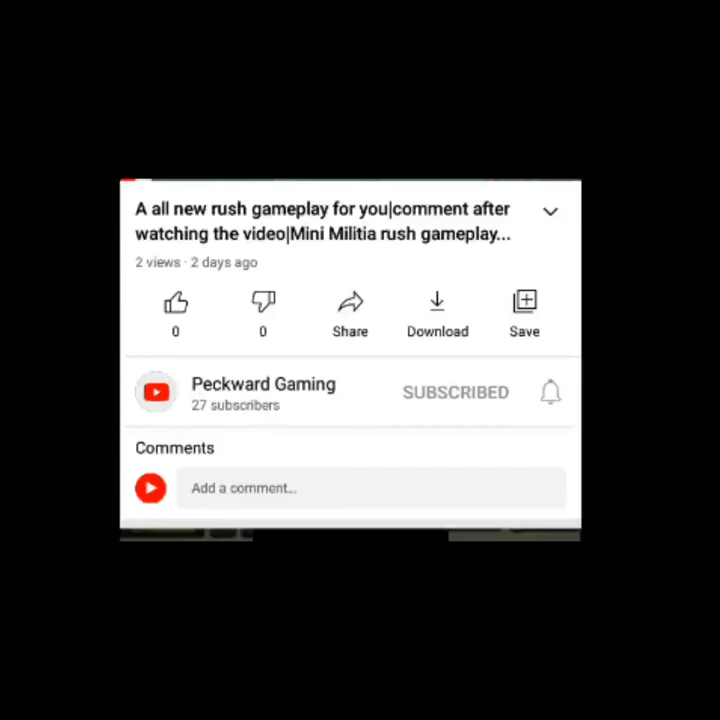 A all new rush gameplay for you|comment after
watching the video|Mini Militia rush gameplay...
2 views · 2 days ago
0
0
Share
Download
Save
Peckward Gaming
27 subscribers
SUBSCRIBED
Comments
Add a comment...